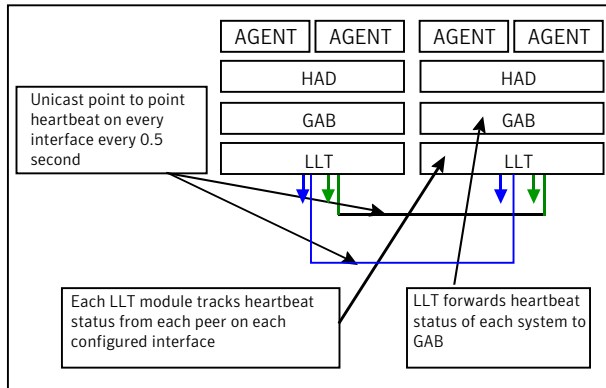 AGENT AGENT AGENT AGENT
HAD HAD
GAB GAB
LLT LLT
Unicast point to point
heartbeat on every
interface every 0.5
second
Each LLT module tracks heartbeat
status from each peer on each
configured interface
LLT forwards heartbeat
status of each system to
GAB